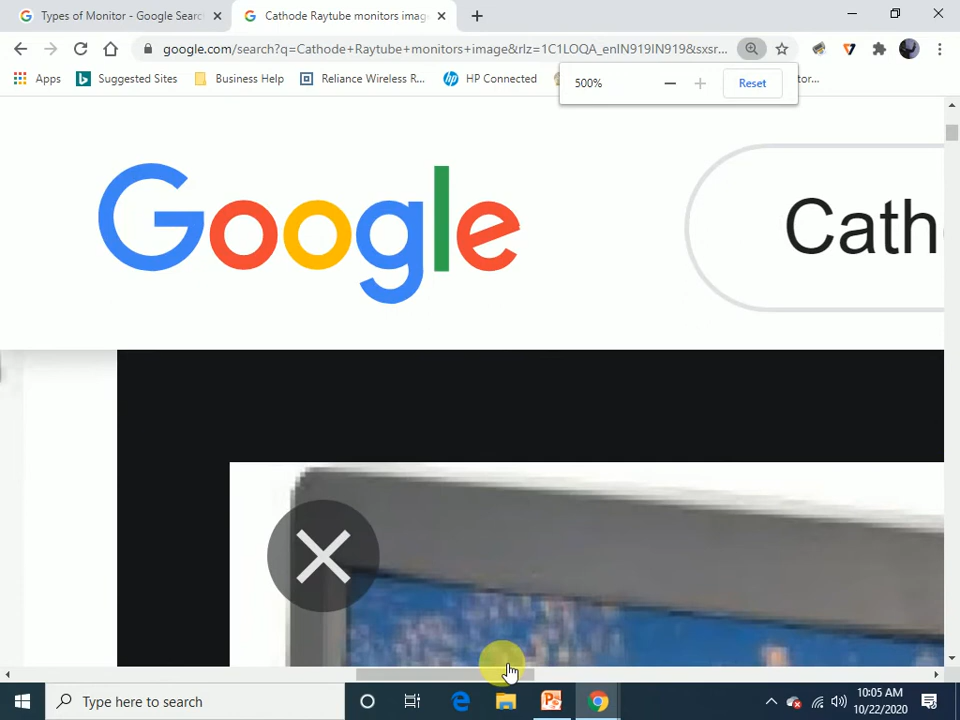 Types of Monitor - Google Searc
Cathode Raytube monitors imag
google.com/search?q=Cathode+Raytube+monitors+image&rlz=1C1LOQA_enIN919IN919&sxsr...
Apps
Suggested Sites
Business Help
Reliance Wireless R...
HP Connected
tor...
500%
Reset
Google
Cath
Type here to search
10:05 AM
10/22/2020